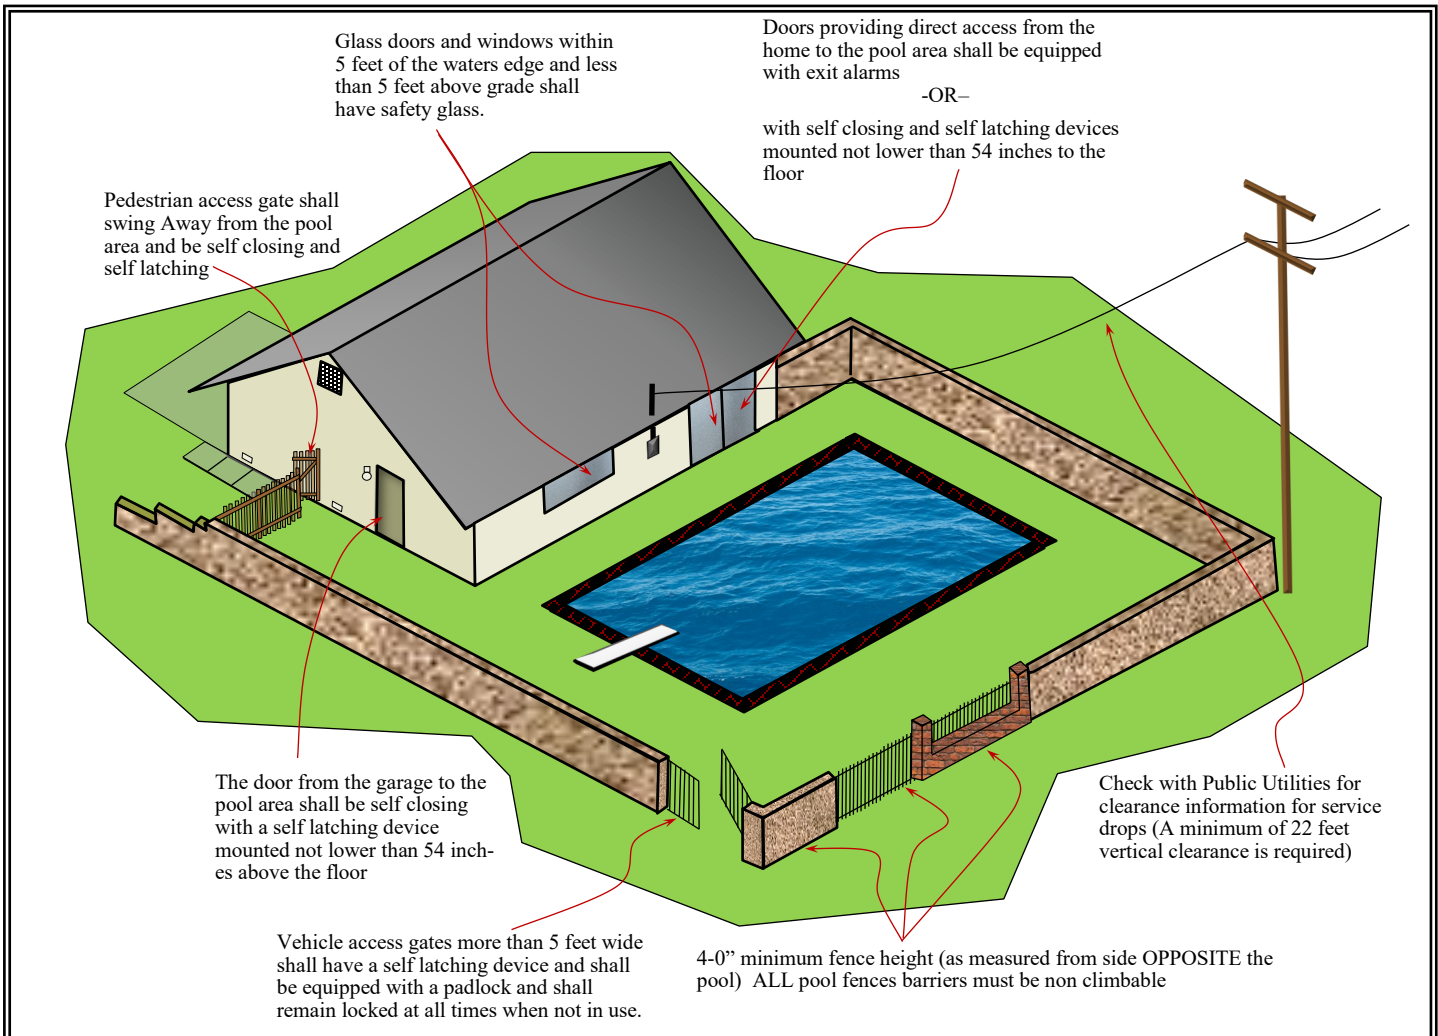 Glass doors and windows within
5 feet of the waters edge and less
than 5 feet above grade shall
have safety glass.
Doors providing direct access from the
home to the pool area shall be equipped
with exit alarms
-OR–
with self closing and self latching devices
mounted not lower than 54 inches to the
floor
Pedestrian access gate shall
swing Away from the pool
area and be self closing and
self latching
The door from the garage to the
pool area shall be self closing
with a self latching device
mounted not lower than 54 inch-
es above the floor
Check with Public Utilities for
clearance information for service
drops (A minimum of 22 feet
vertical clearance is required)
Vehicle access gates more than 5 feet wide
shall have a self latching device and shall
be equipped with a padlock and shall
remain locked at all times when not in use.
4-0” minimum fence height (as measured from side OPPOSITE the
pool)  ALL pool fences barriers must be non climbable